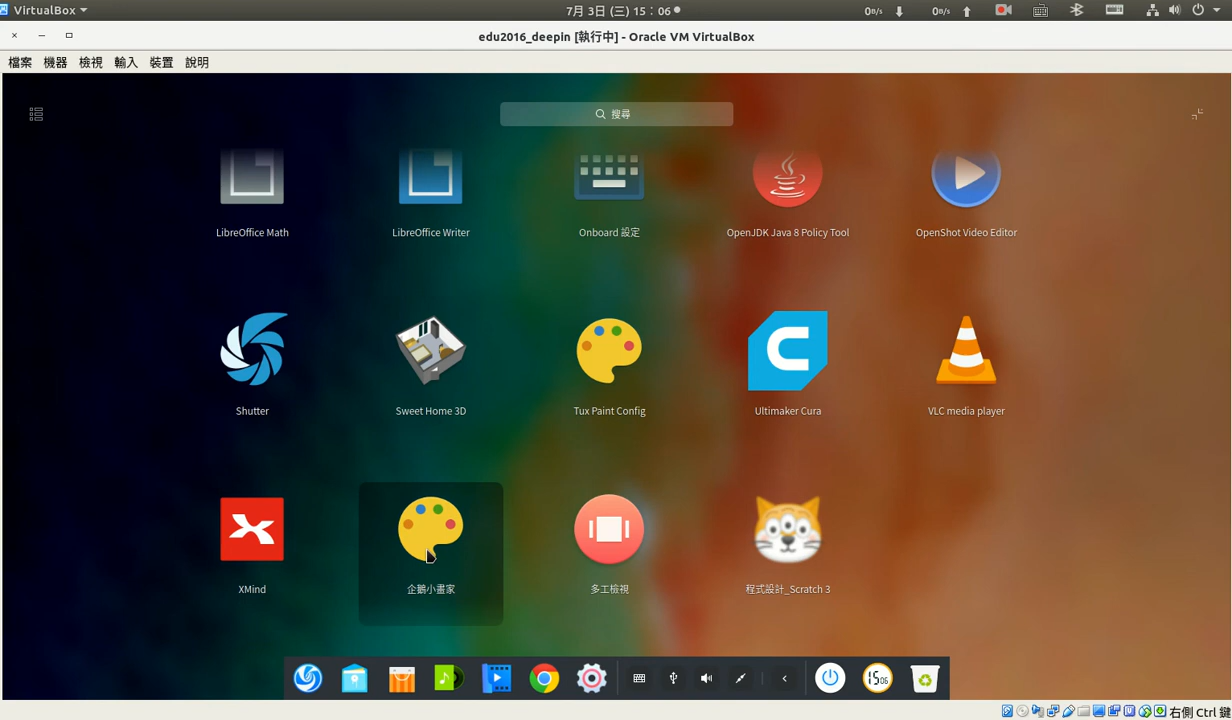 VirtualBox
7月 3日 (三) 15：06
0B/s
0B/s
edu2016_deepin [執行中] - Oracle VM VirtualBox
檔案 機器 檢視 輸入 裝置 說明
搜尋
LibreOffice Math
LibreOffice Writer
Onboard 設定
OpenJDK Java 8 Policy Tool
OpenShot Video Editor
Shutter
Sweet Home 3D
Tux Paint Config
Ultimaker Cura
VLC media player
XMind
企鵝小畫家
多工檢視
程式設計_Scratch 3
15 06
右側 Ctrl 鍵